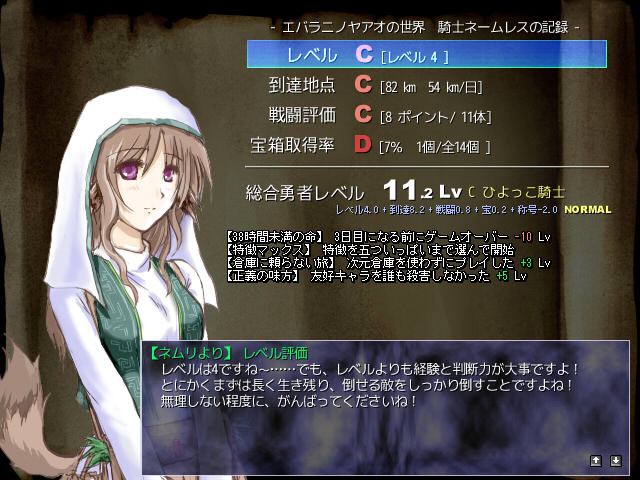 - エバラニノヤアオの世界　騎士ネームレスの記録 -
レベル C [レベル 4 ]
到達地点 C [82 km 54 km/日]
戦闘評価 C [8 ポイント/ 11体]
宝箱取得率 D [7% 1個/全14個 ]
総合勇者レベル 11.2 Lv C ひよっこ騎士
レベル4.0 + 到達8.2 + 戦闘0.8 + 宝0.2 + 称号-2.0 NORMAL
【38時間未満の命】 3日目になる前にゲームオーバー -10 Lv
【特徴マックス】 特徴を五ついっぱいまで選んで開始
【倉庫に頼らない旅】 次元倉庫を使わずにプレイした +3 Lv
【正義の味方】 友好キャラを誰も殺害しなかった +5 Lv
【ネムリより】 レベル評価
レベルは4ですね～……でも、レベルよりも経験と判断力が大事ですよ！
とにかくまずは長く生き残り、倒せる敵をしっかり倒すことですよね！
無理しない程度に、がんばってくださいね！